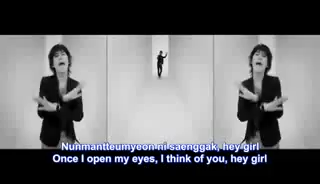 Nunmantteumyeon ni saenggak, hey girl
Once I open my eyes, I think of you, hey girl